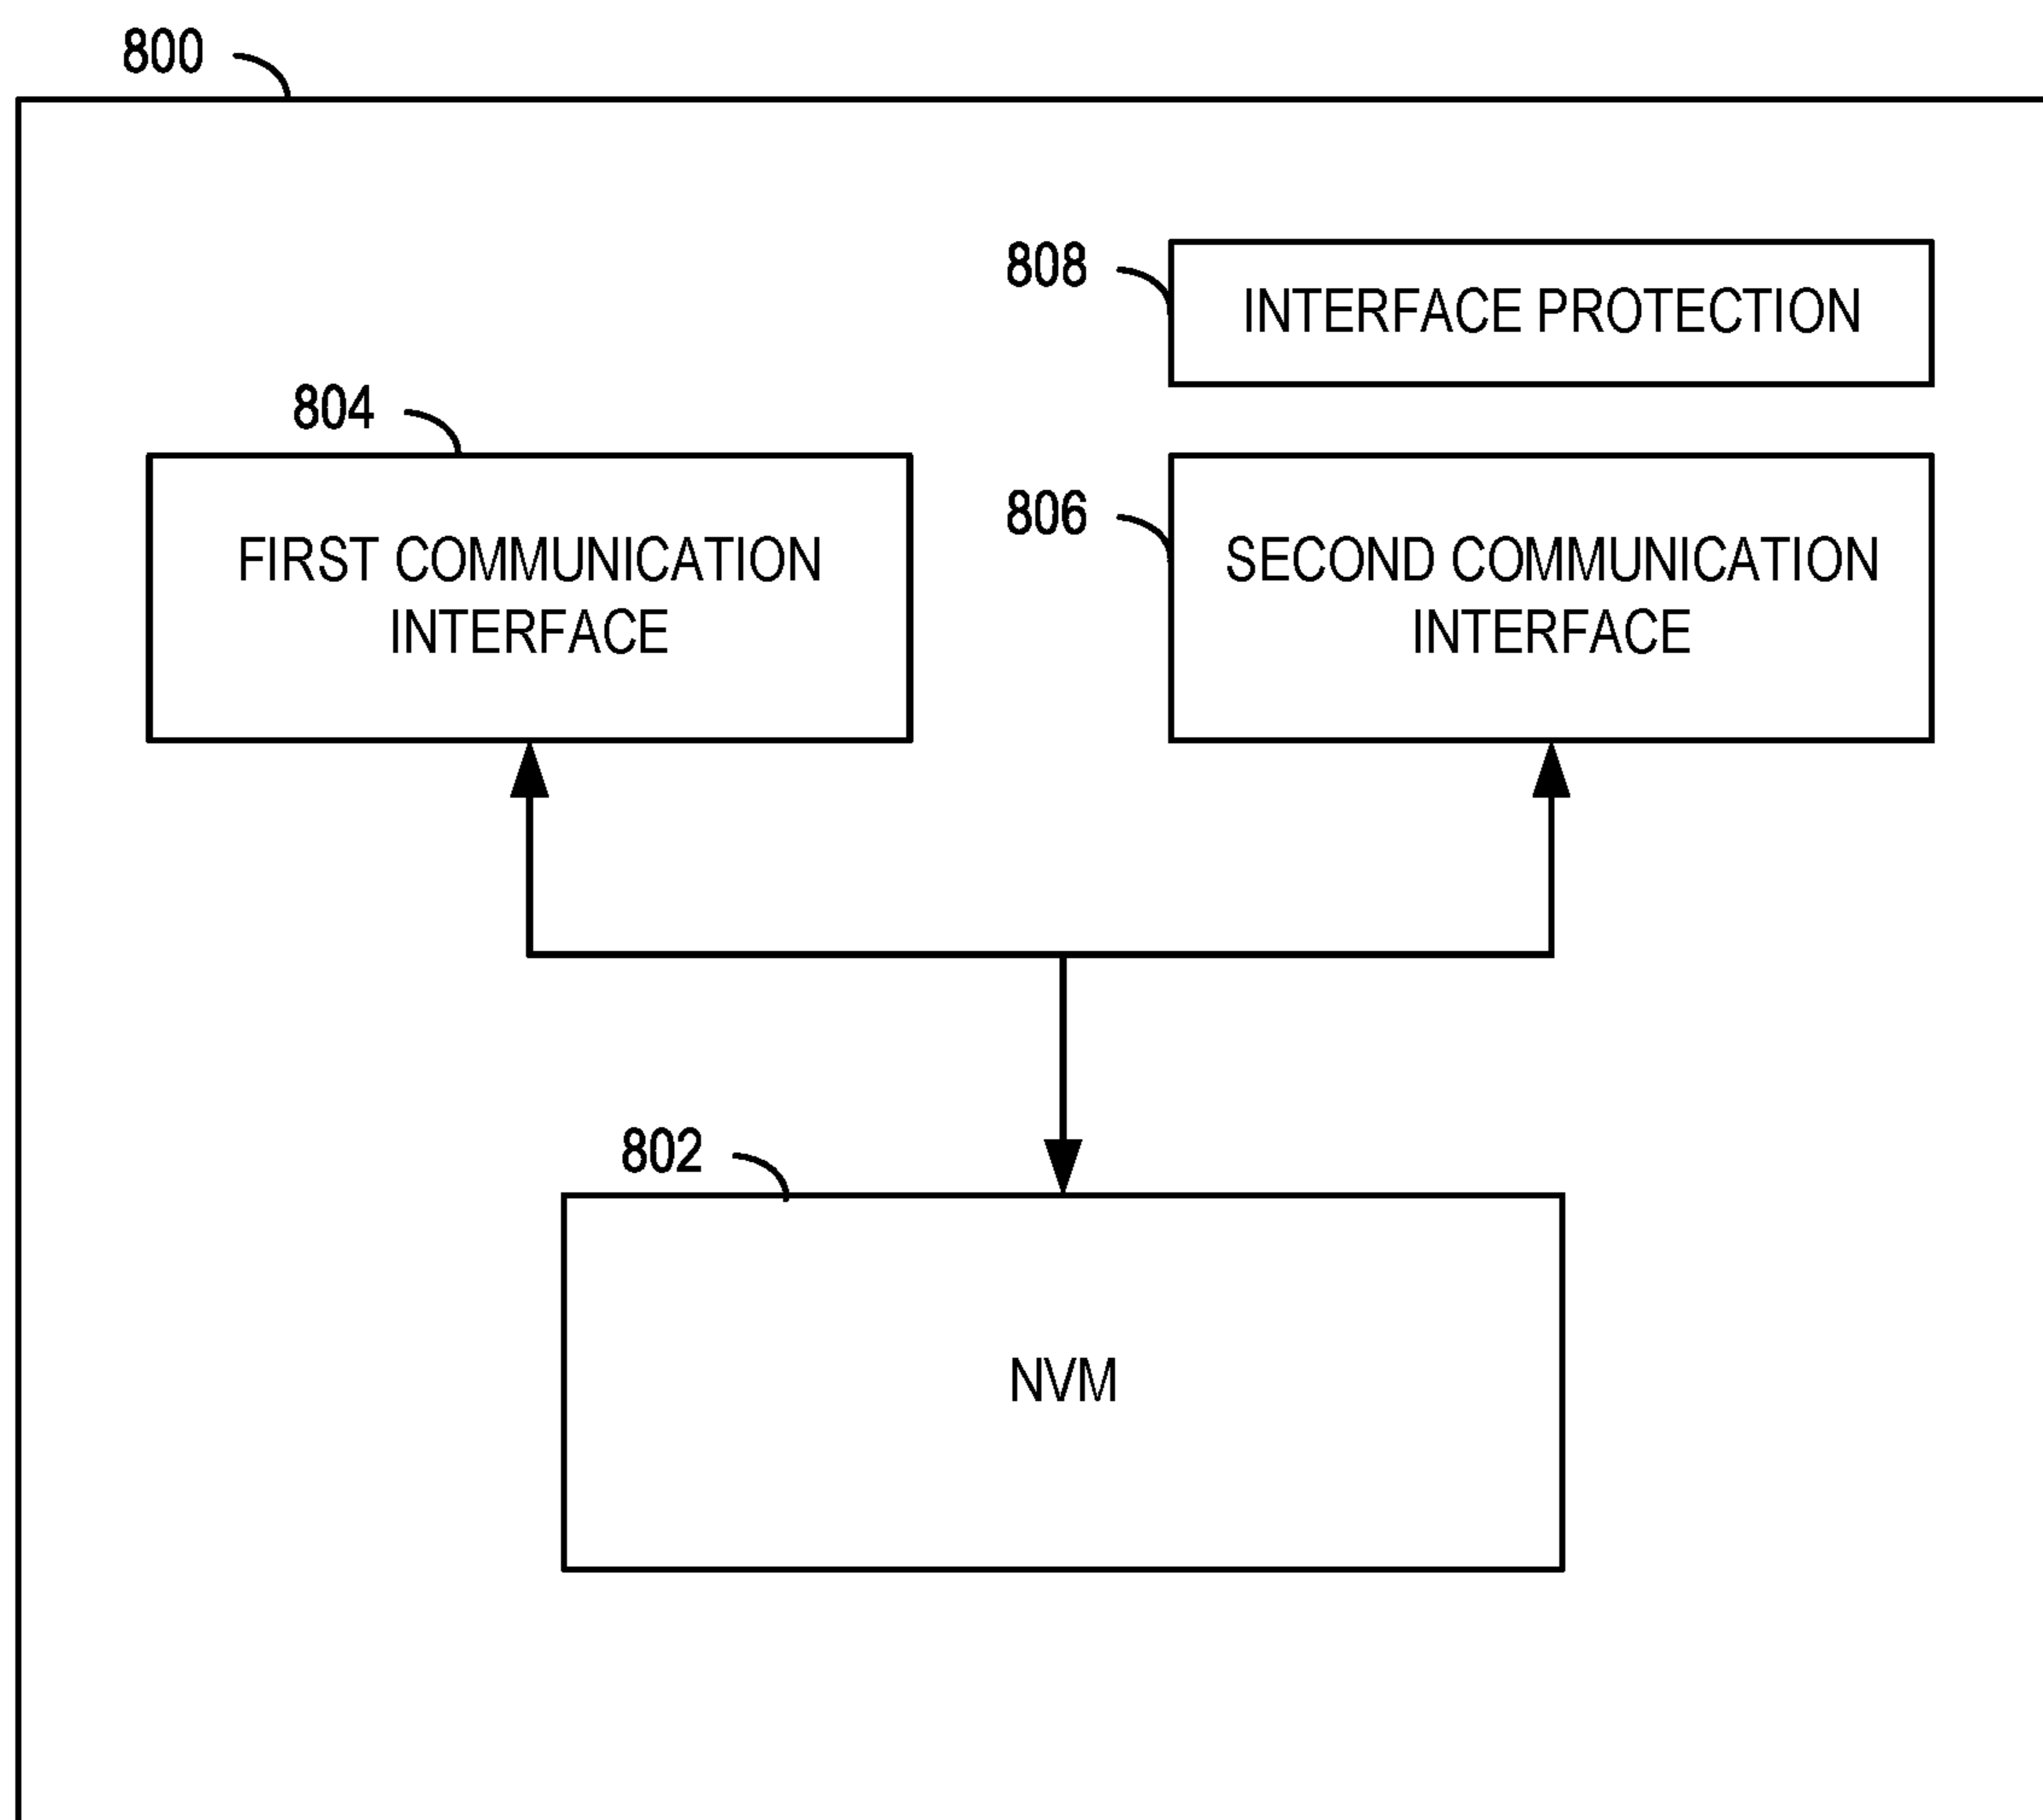 800
808
INTERFACE PROTECTION
804
806
FIRST COMMUNICATION
INTERFACE
SECOND COMMUNICATION
INTERFACE
802
NVM